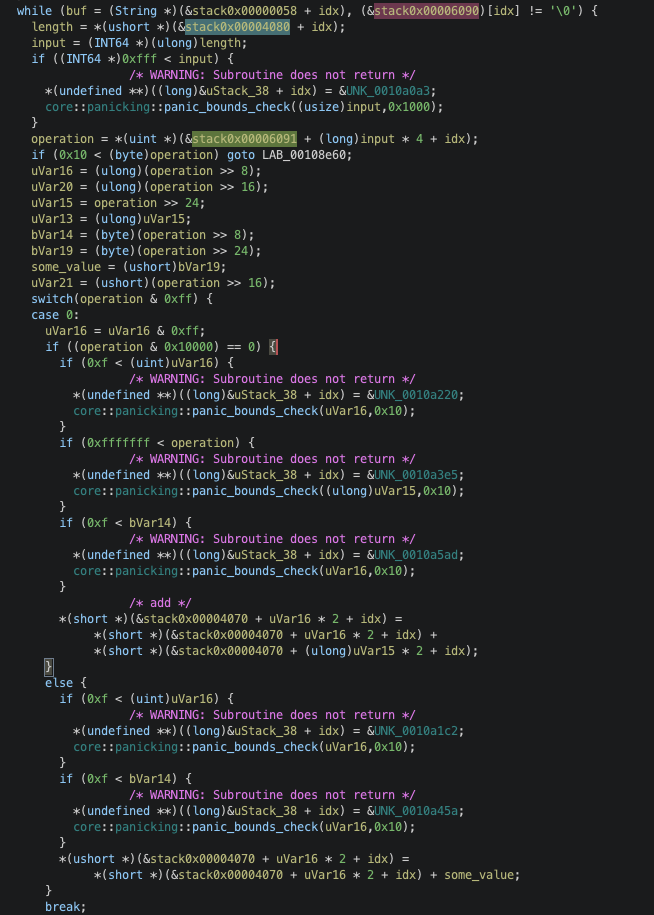 while (buf = (String *)(&stack0x00000058 + idx), (&stack0x00006090)[idx] != '\0') {
length = *(ushort *)(&stack0x00004080 + idx);
input = (INT64 *)(ulong)length;
if ((INT64 *)0xfff < input) {
/* WARNING: Subroutine does not return */
*(undefined **)((long)&uStack_38 + idx) = &UNK_0010a0a3;
core::panicking::panic_bounds_check((usize)input,0x1000);
}
operation = *(uint *)(&stack0x00006091 + (long)input * 4 + idx);
if (0x10 < (byte)operation) goto LAB_00108e60;
uVar16 = (ulong)(operation >> 8);
uVar20 = (ulong)(operation >> 16);
uVar15 = operation >> 24;
uVar13 = (ulong)uVar15;
bVar14 = (byte)(operation >> 8);
bVar19 = (byte)(operation >> 24);
some_value = (ushort)bVar19;
uVar21 = (ushort)(operation >> 16);
switch(operation & 0xff) {
case 0:
uVar16 = uVar16 & 0xff;
if ((operation & 0x10000) == 0) {
if (0xf < (uint)uVar16) {
/* WARNING: Subroutine does not return */
*(undefined **)((long)&uStack_38 + idx) = &UNK_0010a220;
core::panicking::panic_bounds_check(uVar16,0x10);
}
if (0xfffffff < operation) {
/* WARNING: Subroutine does not return */
*(undefined **)((long)&uStack_38 + idx) = &UNK_0010a3e5;
core::panicking::panic_bounds_check((ulong)uVar15,0x10);
}
if (0xf < bVar14) {
/* WARNING: Subroutine does not return */
*(undefined **)((long)&uStack_38 + idx) = &UNK_0010a5ad;
core::panicking::panic_bounds_check(uVar16,0x10);
}
/* add */
*(short *)(&stack0x00004070 + uVar16 * 2 + idx) =
*(short *)(&stack0x00004070 + uVar16 * 2 + idx) +
*(short *)(&stack0x00004070 + (ulong)uVar15 * 2 + idx);
}
else {
if (0xf < (uint)uVar16) {
/* WARNING: Subroutine does not return */
*(undefined **)((long)&uStack_38 + idx) = &UNK_0010a1c2;
core::panicking::panic_bounds_check(uVar16,0x10);
}
if (0xf < bVar14) {
/* WARNING: Subroutine does not return */
*(undefined **)((long)&uStack_38 + idx) = &UNK_0010a45a;
core::panicking::panic_bounds_check(uVar16,0x10);
}
*(ushort *)(&stack0x00004070 + uVar16 * 2 + idx) =
*(short *)(&stack0x00004070 + uVar16 * 2 + idx) + some_value;
}
break;